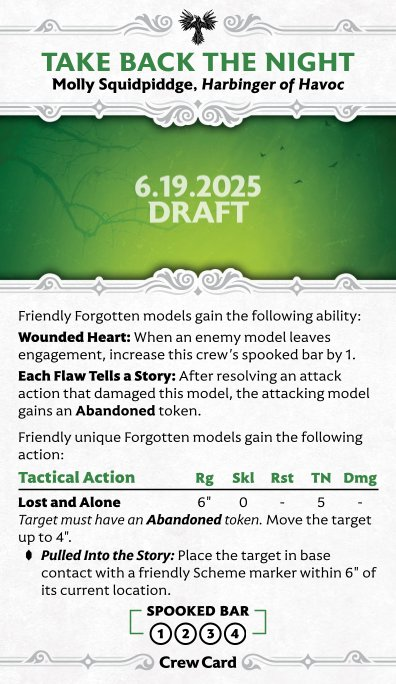 TAKE BACK THE NIGHT
Molly Squidpiddge, Harbinger of Havoc
6.19.2025
DRAFT
Friendly Forgotten models gain the following ability:
Wounded Heart: When an enemy model leaves
engagement, increase this crew's spooked bar by 1.
Each Flaw Tells a Story: After resolving an attack
action that damaged this model, the attacking model
gains an Abandoned token.
Friendly unique Forgotten models gain the following
action:
Tactical Action Rg Skl Rst TN Dmg
Lost and Alone 6" 0 - 5 -
Target must have an Abandoned token. Move the target
up to 4".
Pulled Into the Story: Place the target in base
contact with a friendly Scheme marker within 6" of
its current location.
SPOOKED BAR
1 2 3 4
Crew Card